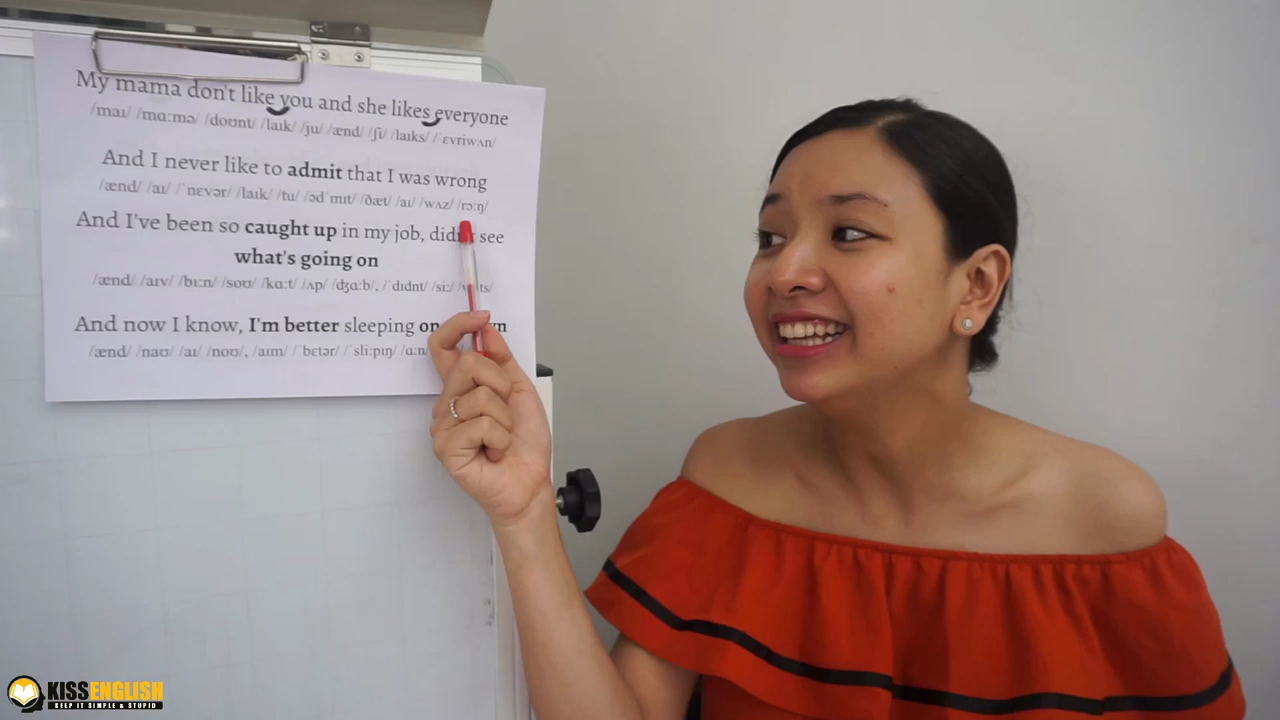 My mama don't like you and she likes everyone
/maɪ/ /mɑːmə/ /doʊnt/ /laɪk/ /ju/ /ænd/ /ʃi/ /laɪks/ /ˈɛvriwʌn/
And I never like to admit that I was wrong
/ænd/ /aɪ/ /ˈnɛvər/ /laɪk/ /tu/ /ədˈmɪt/ /ðæt/ /aɪ/ /wʌz/ /rɔːŋ/
And I've been so caught up in my job, see
what's going on
/ænd/ /aɪv/ /bɪːn/ /soʊ/ /kɑːt/ /ʌp/ /ʤɑːb/, /ˈdɪdnt/ /siː/
And now I know, I'm better sleeping
/ænd/ /naʊ/ /aɪ/ /noʊ/, /aɪm/ /ˈbɛtər/ /ˈsliːpɪŋ/ /ɑːn/
KISSENGLISH
KEEP IT SIMPLE & STUPID